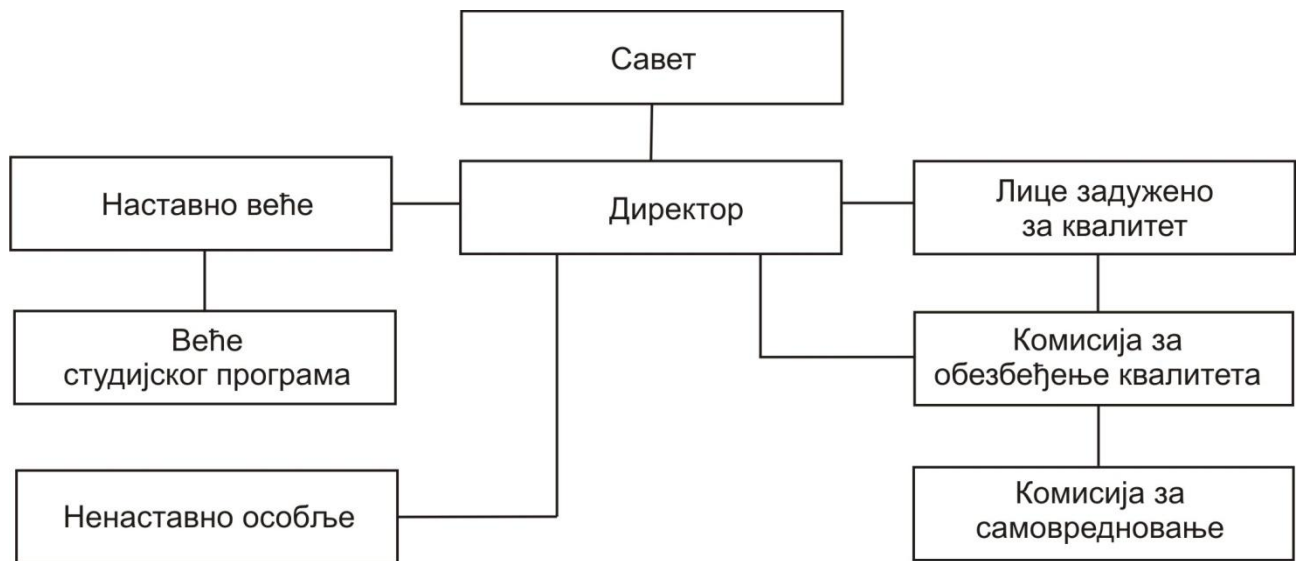 Савет
Наставно веће
Директор
Лице задужено
за квалитет
Веће
студијског програма
Комисија за
обезбеђење квалитета
Ненаставно особље
Комисија за
самовредновање